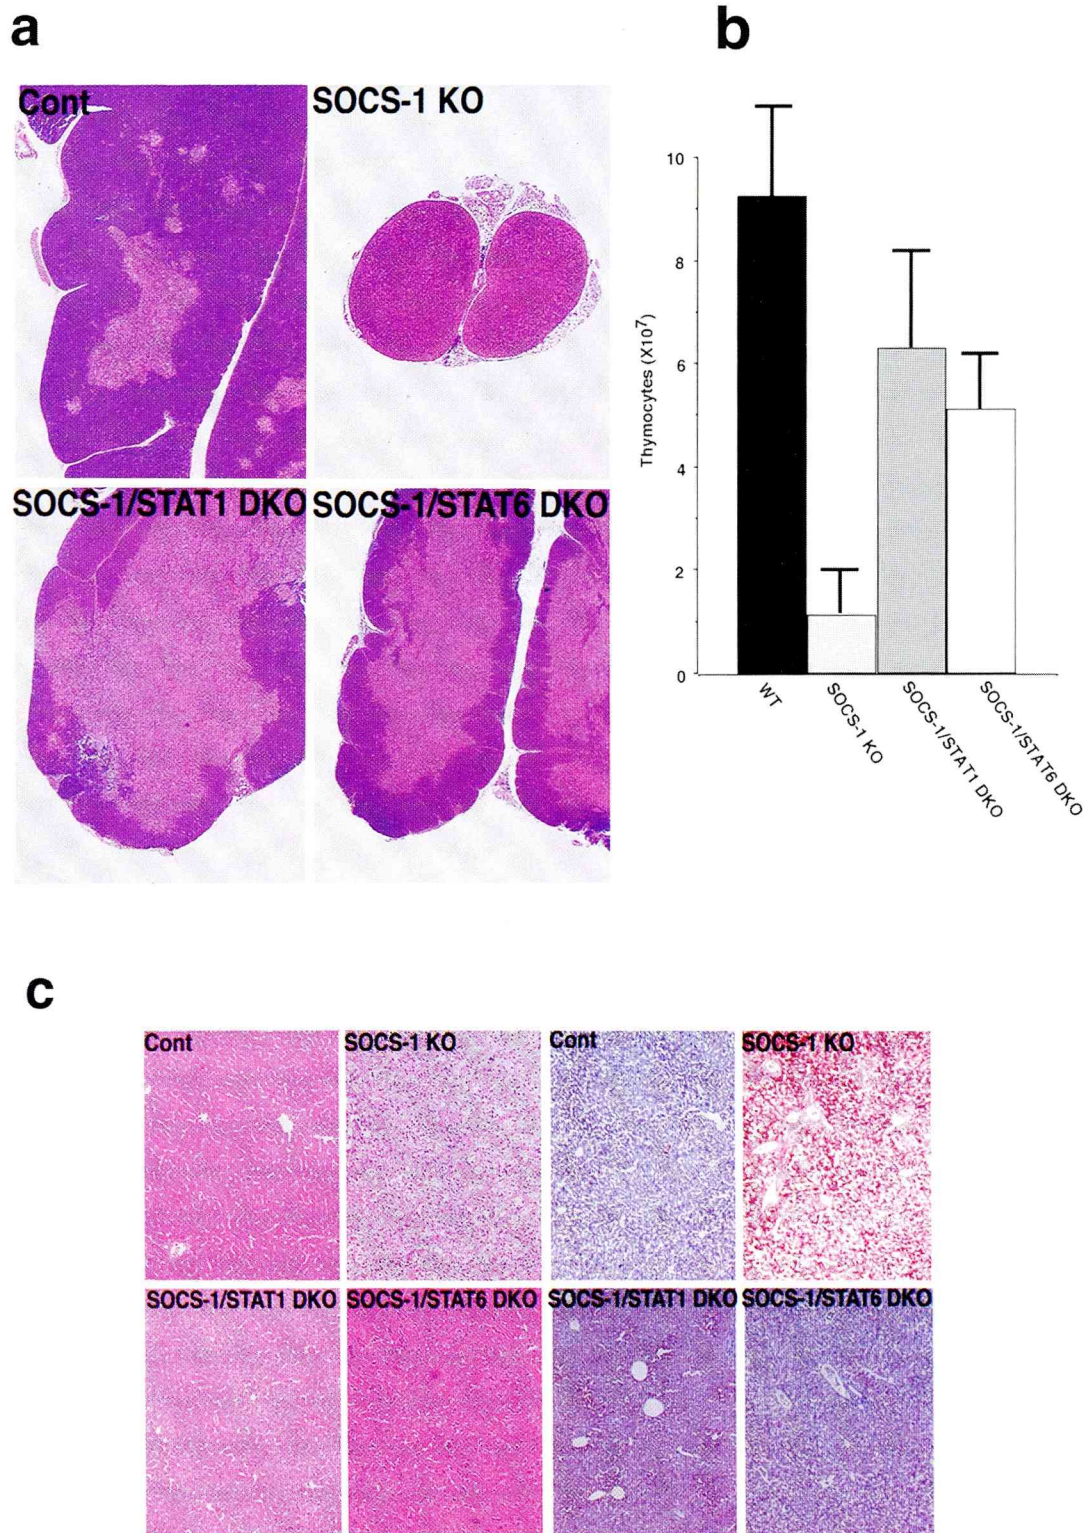 a
b
Cont
SOCS-1 KO
SOCS-1/STAT1 DKO
SOCS-1/STAT6 DKO
10
8
6
4
2
0
Thymocytes (X10⁷)
WT
SOCS-1 KO
SOCS-1/STAT1 DKO
SOCS-1/STAT6 DKO
c
Cont
SOCS-1 KO
Cont
SOCS-1 KO
SOCS-1/STAT1 DKO
SOCS-1/STAT6 DKO
SOCS-1/STAT1 DKO
SOCS-1/STAT6 DKO